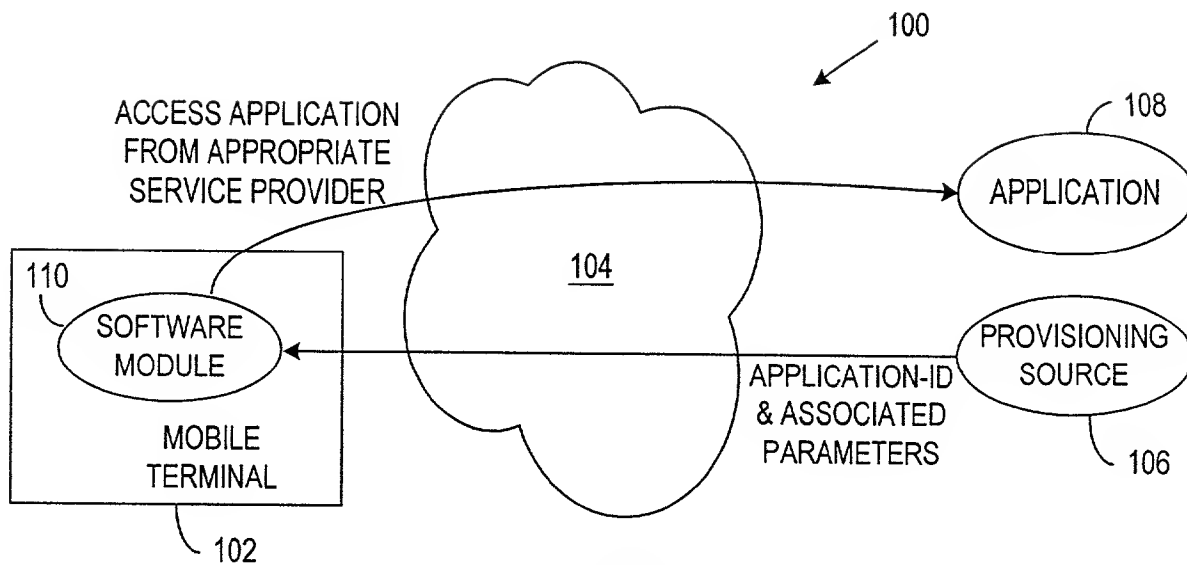 100
ACCESS APPLICATION
FROM APPROPRIATE
SERVICE PROVIDER
108
APPLICATION
104
110
SOFTWARE
MODULE
PROVISIONING
SOURCE
APPLICATION-ID
& ASSOCIATED
PARAMETERS
MOBILE
TERMINAL
106
102